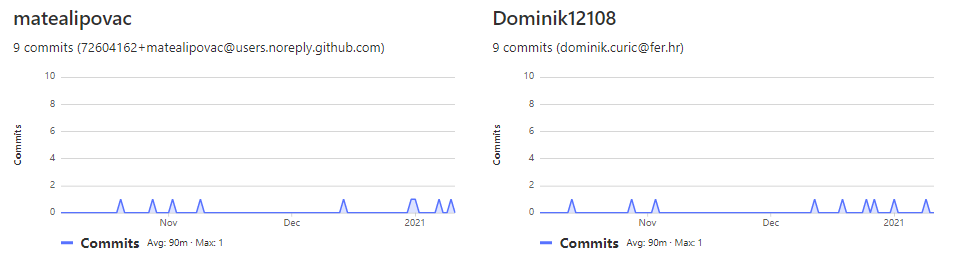 matealipovac
9 commits (72604162+matealipovac@users.noreply.github.com)
10
8
6
4
2
0
Commits
Nov
Dec
2021
Commits Avg: 90m · Max: 1
Dominik12108
9 commits (dominik.curic@fer.hr)
10
8
6
4
2
0
Commits
Nov
Dec
2021
Commits Avg: 90m · Max: 1